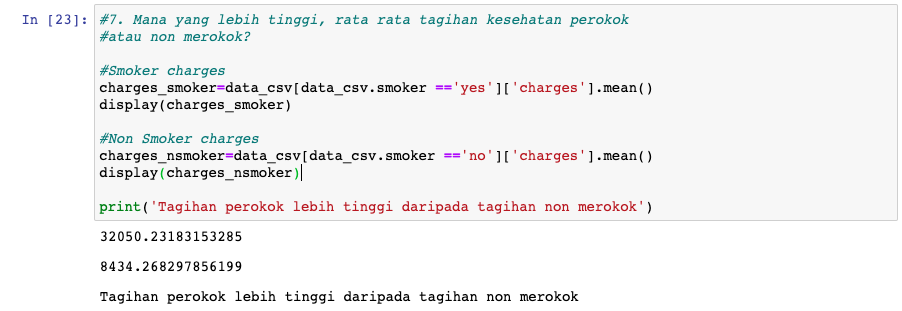 In [23]: #7. Mana yang lebih tinggi, rata rata tagihan kesehatan perokok
#atau non merokok?
#Smoker charges
charges_smoker=data_csv[data_csv.smoker =='yes']['charges'].mean()
display(charges_smoker)
#Non Smoker charges
charges_nsmoker=data_csv[data_csv.smoker =='no']['charges'].mean()
display(charges_nsmoker)
print('Tagihan perokok lebih tinggi daripada tagihan non merokok')
32050.23183153285
8434.268297856199
Tagihan perokok lebih tinggi daripada tagihan non merokok